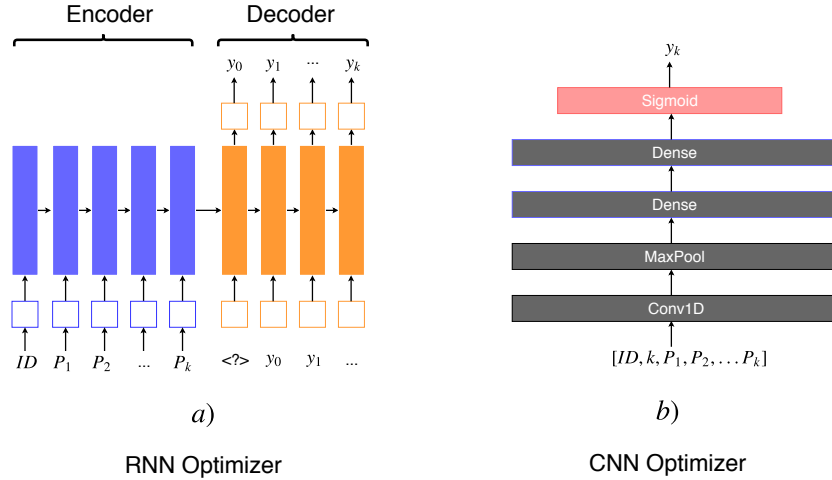 Encoder
Decoder
y0 y1 ... yk
ID P1 P2 ... Pk <?> y0 y1 ...
a)
RNN Optimizer
yk
Sigmoid
Dense
Dense
MaxPool
Conv1D
[ID, k, P1, P2, ... Pk]
b)
CNN Optimizer